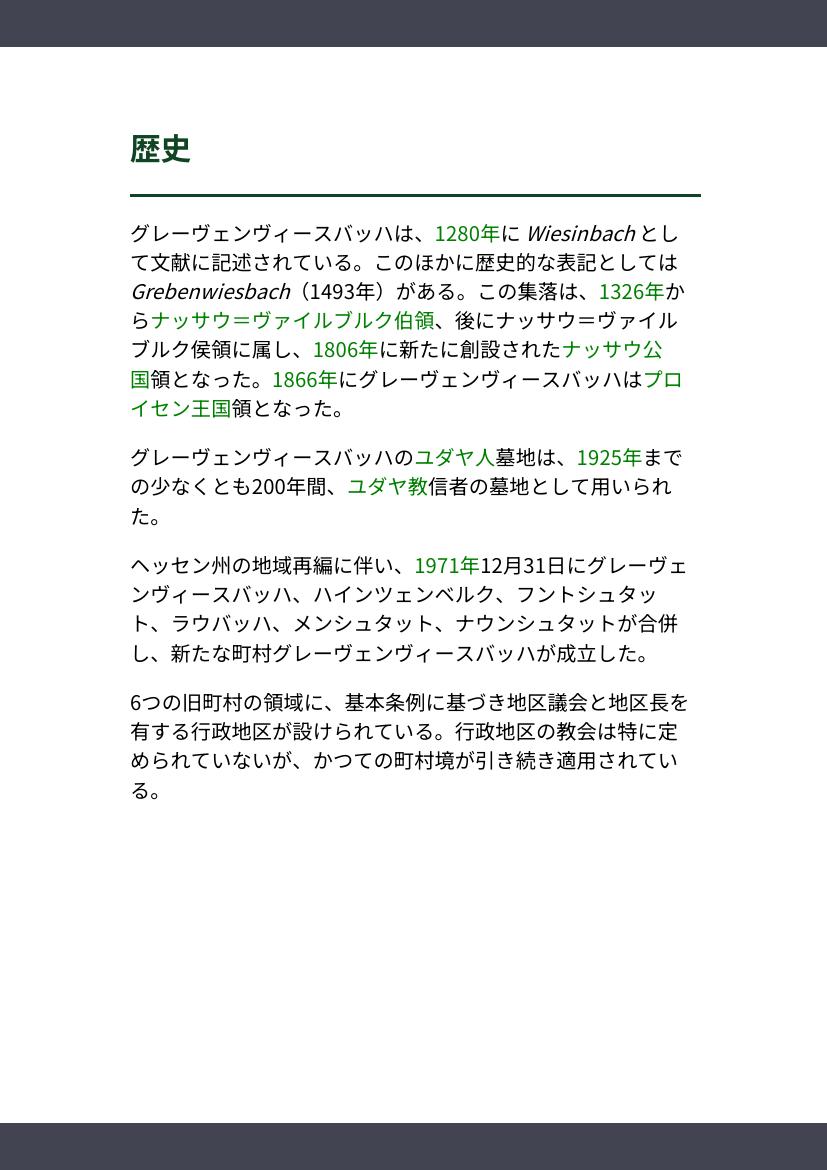 歴史
グレーヴェンヴィースバッハは、1280年に Wiesinbach とし
て文献に記述されている。このほかに歴史的な表記としては
Grebenwiesbach（1493年）がある。この集落は、1326年か
らナッサウ＝ヴァイルブルク伯領、後にナッサウ＝ヴァイル
ブルク侯領に属し、1806年に新たに創設されたナッサウ公
国領となった。1866年にグレーヴェンヴィースバッハはプロ
イセン王国領となった。
グレーヴェンヴィースバッハのユダヤ人墓地は、1925年まで
の少なくとも200年間、ユダヤ教信者の墓地として用いられ
た。
ヘッセン州の地域再編に伴い、1971年12月31日にグレーヴェ
ンヴィースバッハ、ハインツェンベルク、フントシュタッ
ト、ラウバッハ、メンシュタット、ナウンシュタットが合併
し、新たな町村グレーヴェンヴィースバッハが成立した。
6つの旧町村の領域に、基本条例に基づき地区議会と地区長を
有する行政地区が設けられている。行政地区の教会は特に定
められていないが、かつての町村境が引き続き適用されてい
る。